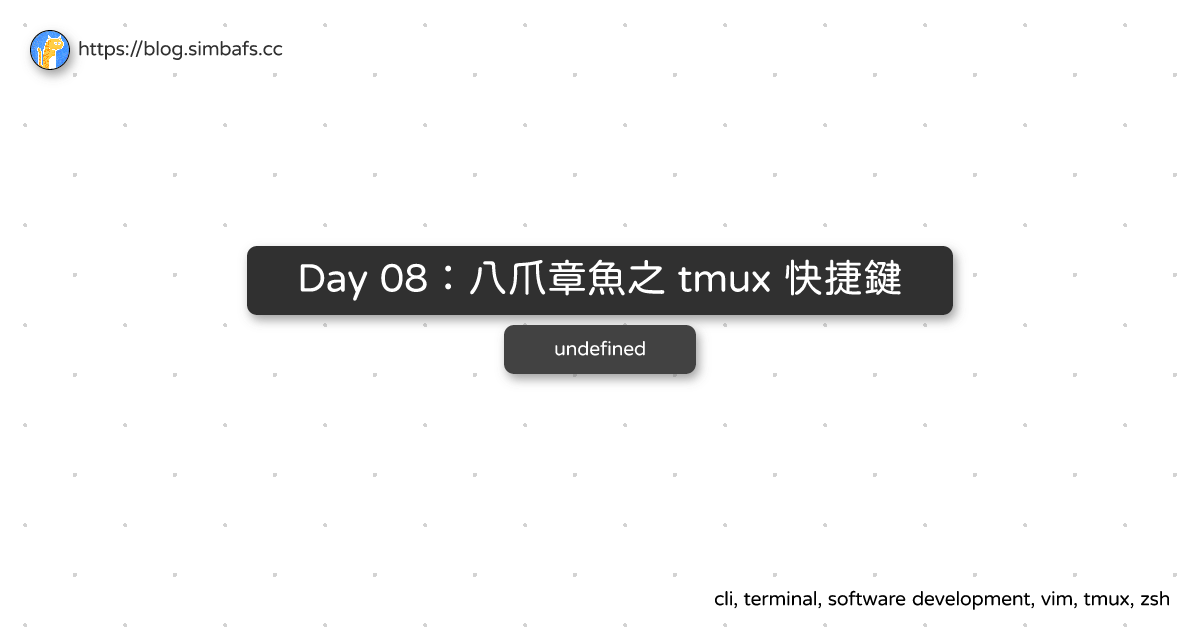 https://blog.simbafs.cc
Day 08：八爪章魚之 tmux 快捷鍵
undefined
cli, terminal, software development, vim, tmux, zsh